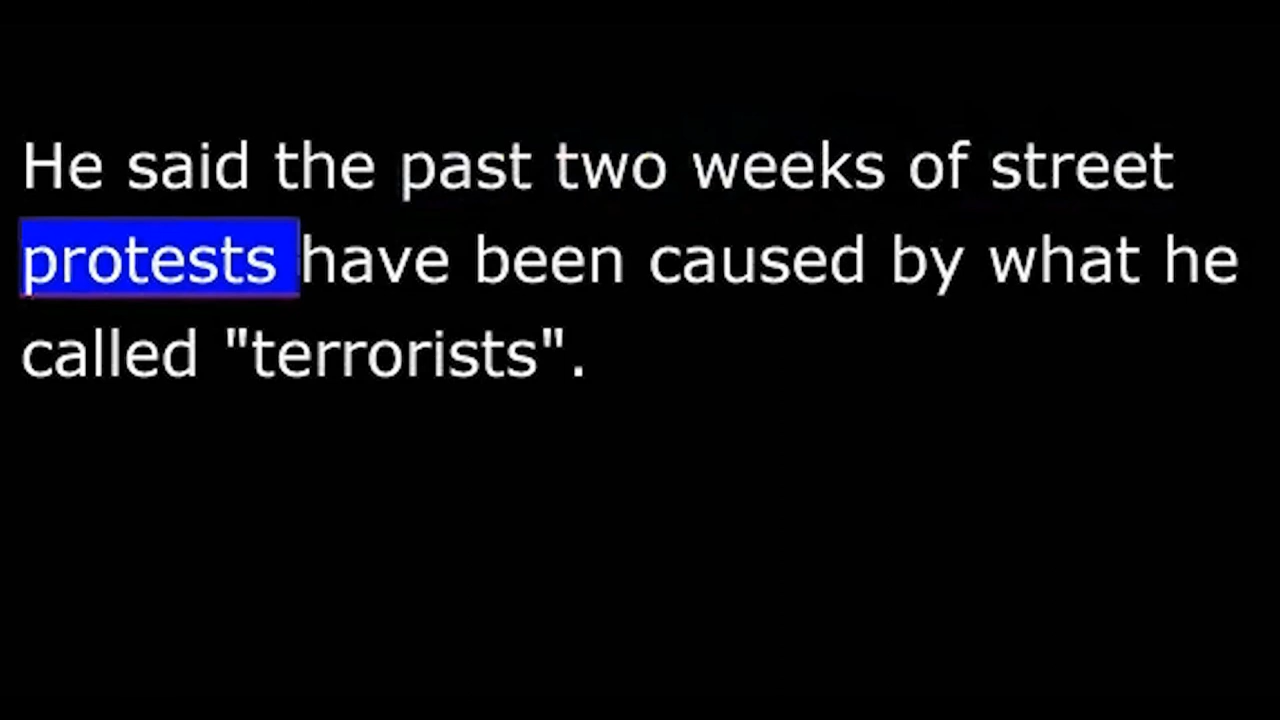 He said the past two weeks of street
protests have been caused by what he
called "terrorists".